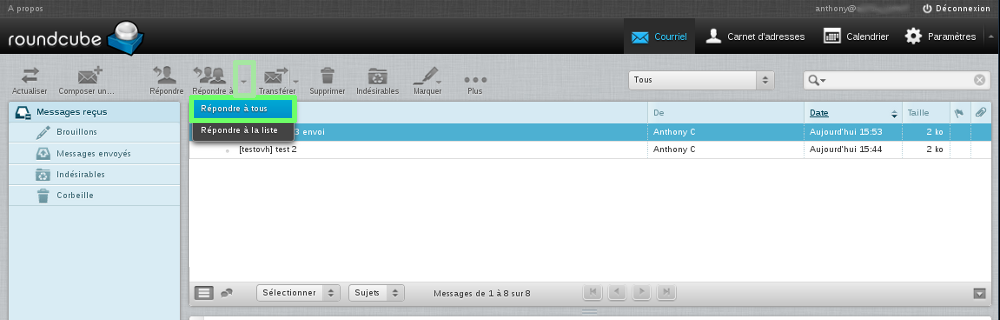 A propos
anthony@
Déconnexion
roundcube
Courriel
Carnet d'adresses
Calendrier
Paramètres
Actualiser
Composer un...
Répondre
Répondre à
Transférer
Supprimer
Indésirables
Marquer
Plus
Tous
Messages reçus
Brouillons
Messages envoyés
Indésirables
Corbeille
Répondre à tous
Répondre à la liste
De
Date
Taille
3 envoi
Anthony C
Aujourd'hui 15:53
2 ko
[testovh] test 2
Anthony C
Aujourd'hui 15:44
2 ko
Sélectionner
Sujets
Messages de 1 à 8 sur 8